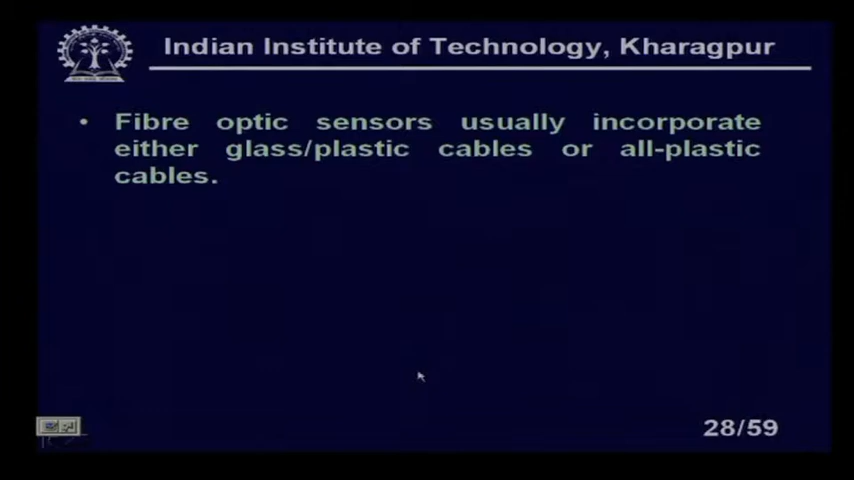 Indian Institute of Technology, Kharagpur
• Fibre optic sensors usually incorporate
either glass/plastic cables or all-plastic
cables.
28/59